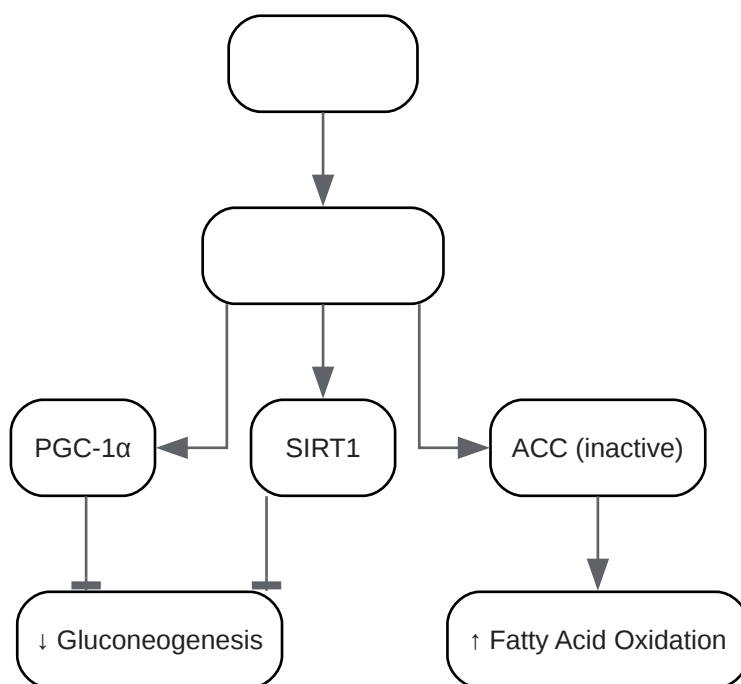 PGC-1α
SIRT1
ACC (inactive)
↓ Gluconeogenesis
↑ Fatty Acid Oxidation